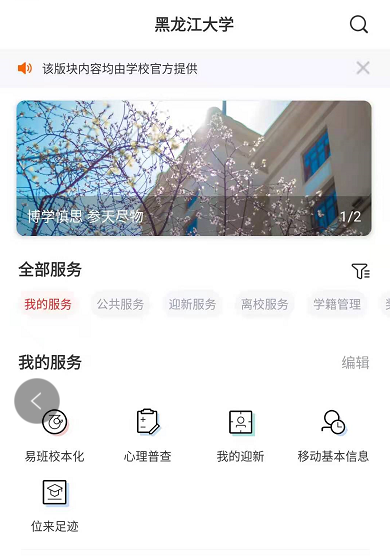 黑龙江大学
该版块内容均由学校官方提供
博学慎思 参天尽物
1/2
全部服务
我的服务 公共服务 迎新服务 离校服务 学籍管理
我的服务 编辑
易班校本化 心理普查 我的迎新 移动基本信息
位来足迹